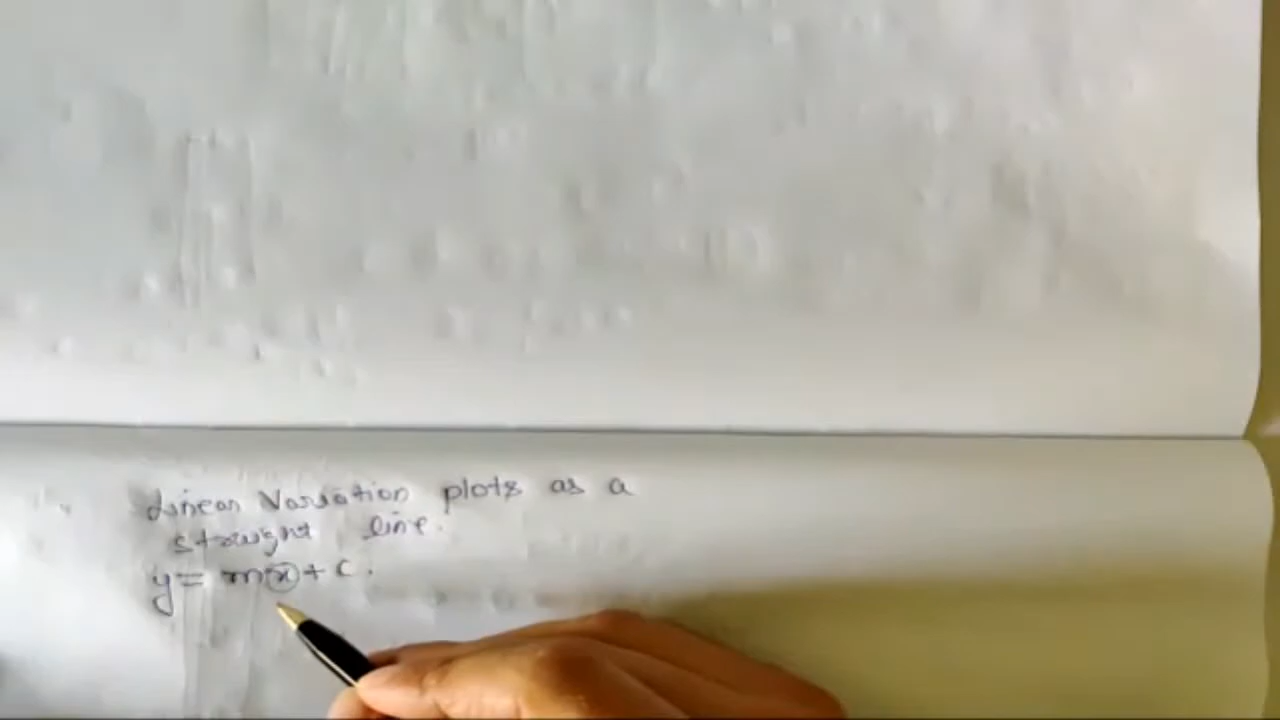 Linear Variation plots as a
straight line.
y = mx + c.